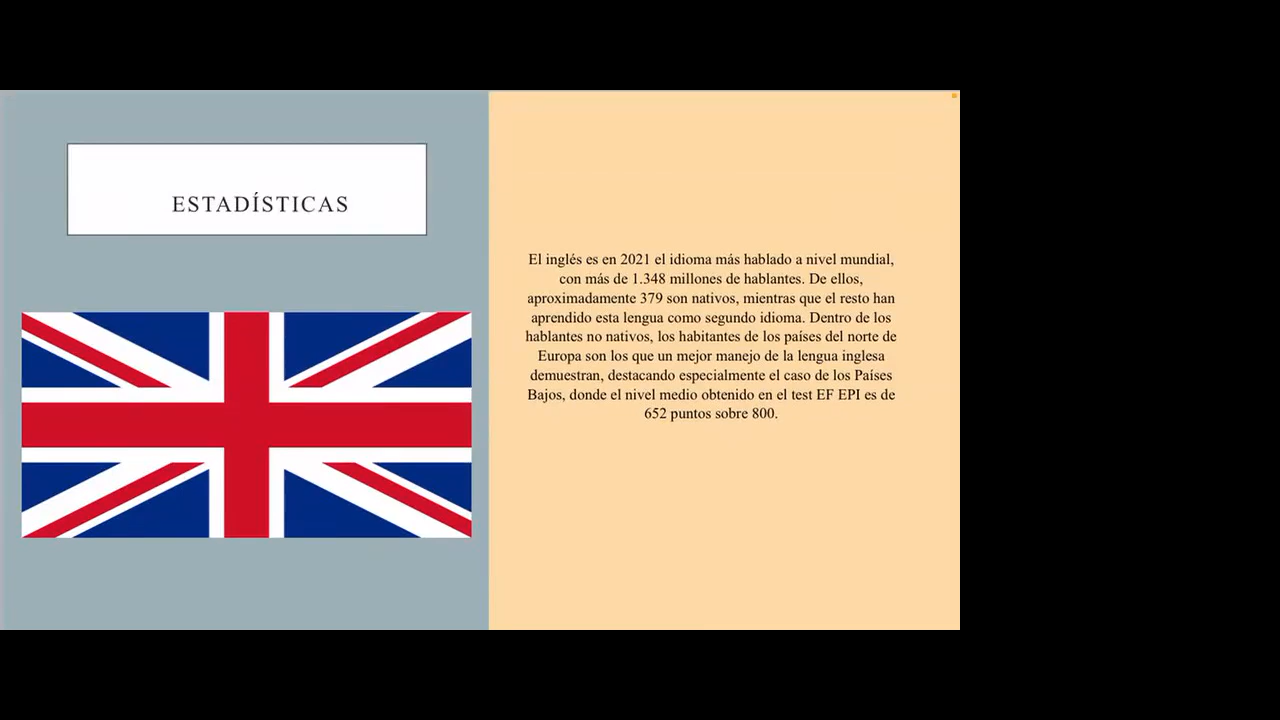 ESTADÍSTICAS
El inglés es en 2021 el idioma más hablado a nivel mundial,
con más de 1.348 millones de hablantes. De ellos,
aproximadamente 379 son nativos, mientras que el resto han
aprendido esta lengua como segundo idioma. Dentro de los
hablantes no nativos, los habitantes de los países del norte de
Europa son los que un mejor manejo de la lengua inglesa
demuestran, destacando especialmente el caso de los Países
Bajos, donde el nivel medio obtenido en el test EF EPI es de
652 puntos sobre 800.